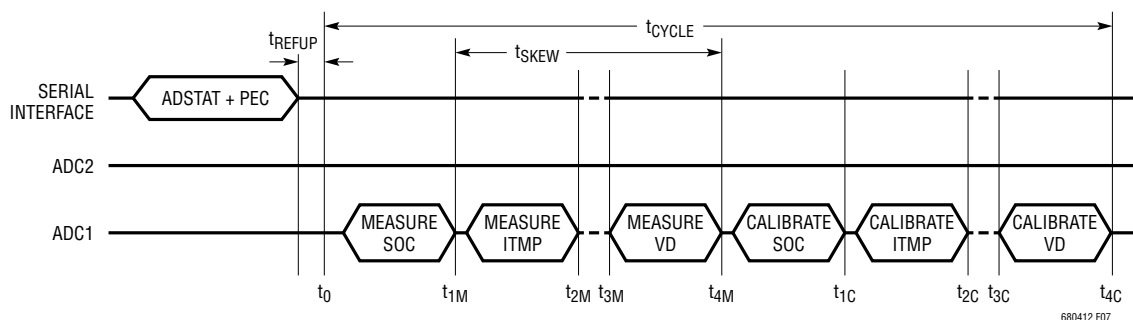 tCYCLE
tREFUP
tSKEW
SERIAL
INTERFACE
ADSTAT + PEC
ADC2
ADC1
MEASURE
SOC
MEASURE
ITMP
MEASURE
VD
CALIBRATE
SOC
CALIBRATE
ITMP
CALIBRATE
VD
t0
t1M
t2M
t3M
t4M
t1C
t2C
t3C
t4C
680412 F07